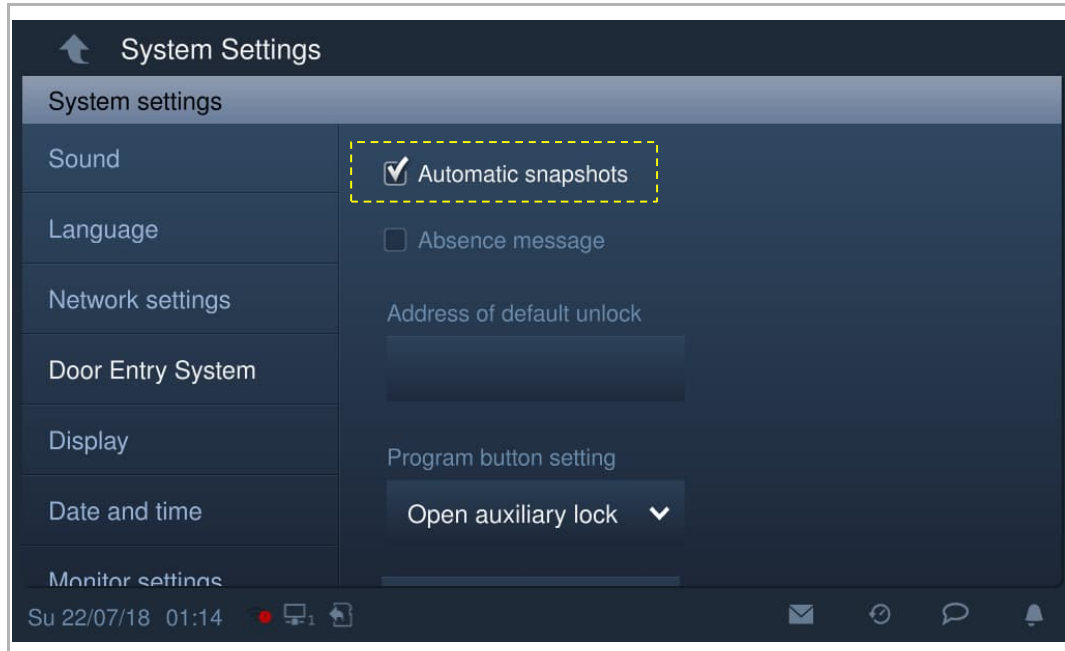 System Settings
System settings
Sound
Automatic snapshots
Language
Absence message
Network settings
Address of default unlock
Door Entry System
Display
Program button setting
Date and time
Open auxiliary lock
Monitor settings
Su 22/07/18 01:14 1